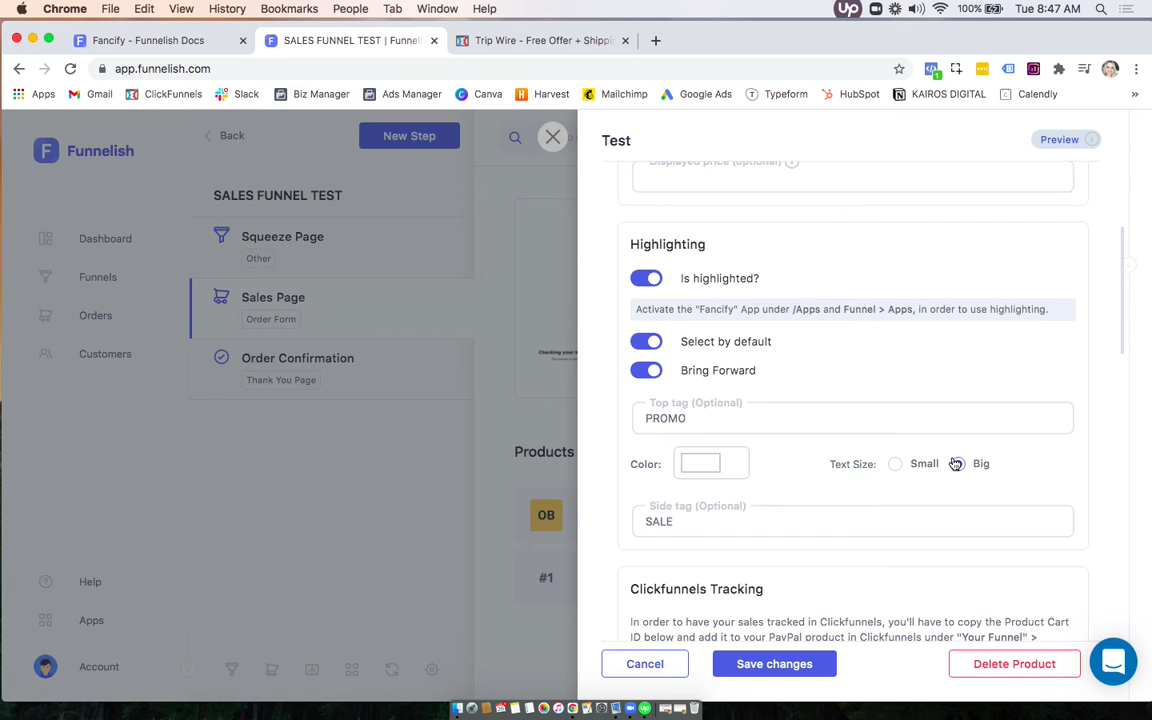 Chrome File Edit View History Bookmarks People Tab Window Help Up 100% Tue 8:47 AM
Fancify - Funnelish Docs SALES FUNNEL TEST | Funneli Trip Wire - Free Offer + Shippin
app.funnelish.com 1
Apps Gmail ClickFunnels Slack Biz Manager Ads Manager Canva Harvest Mailchimp Google Ads Typeform HubSpot KAIROS DIGITAL Calendly »
Funnelish
Back
New Step
SALES FUNNEL TEST
Squeeze Page
Other
Sales Page
Order Form
Order Confirmation
Thank You Page
Dashboard
Funnels
Orders
Customers
Help
Apps
Account
Products
OB
#1
Test
Preview
Displayed price (optional)
Highlighting
Is highlighted?
Activate the "Fancify" App under /Apps and Funnel > Apps, in order to use highlighting.
Select by default
Bring Forward
Top tag (Optional)
PROMO
Color:
Text Size: Small Big
Side tag (Optional)
SALE
Clickfunnels Tracking
In order to have your sales tracked in Clickfunnels, you'll have to copy the Product Cart
ID below and add it to your PayPal product in Clickfunnels under "Your Funnel" >
Cancel
Save changes
Delete Product